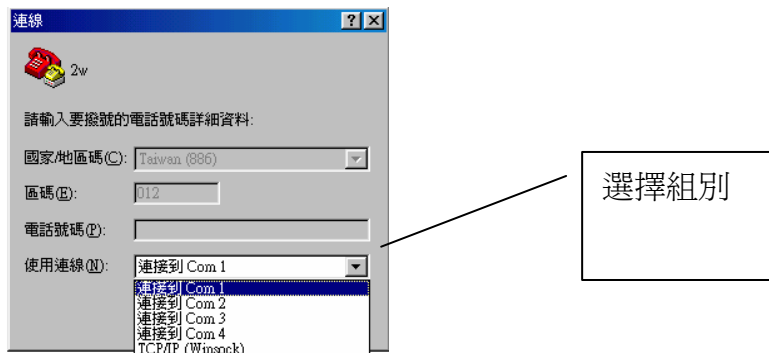 連線
2w
請輸入要撥號的電話號碼詳細資料:
國家/地區碼(C): Taiwan (886)
區碼(E): 012
電話號碼(P):
使用連線(N): 連接到 Com 1
連接到 Com 1
連接到 Com 2
連接到 Com 3
連接到 Com 4
TCP/IP (Winsock)
選擇組別